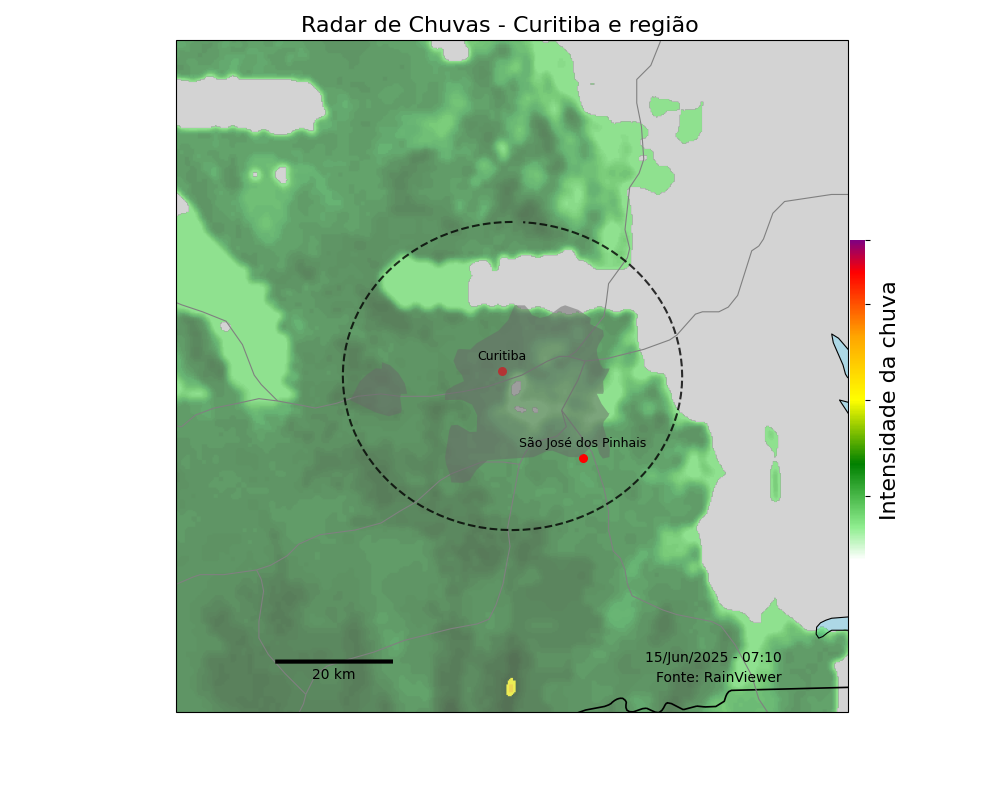 Radar de Chuvas - Curitiba e região
Curitiba
São José dos Pinhais
Intensidade da chuva
15/Jun/2025 - 07:10
20 km
Fonte: RainViewer